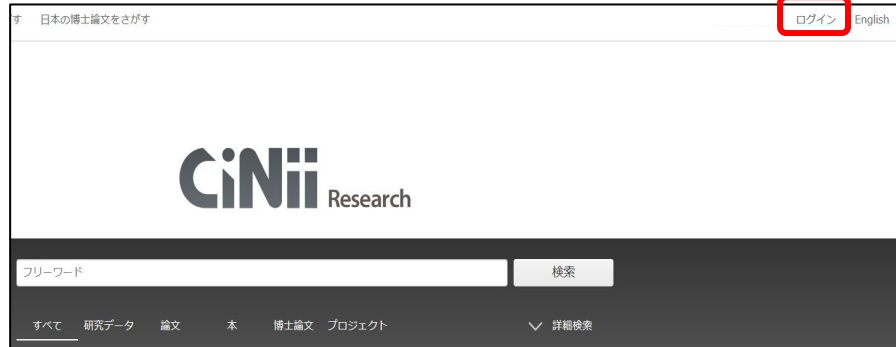 す 日本の博士論文をさがす ログイン English
CiNii Research
フリーワード 検索
すべて 研究データ 論文 本 博士論文 プロジェクト 詳細検索